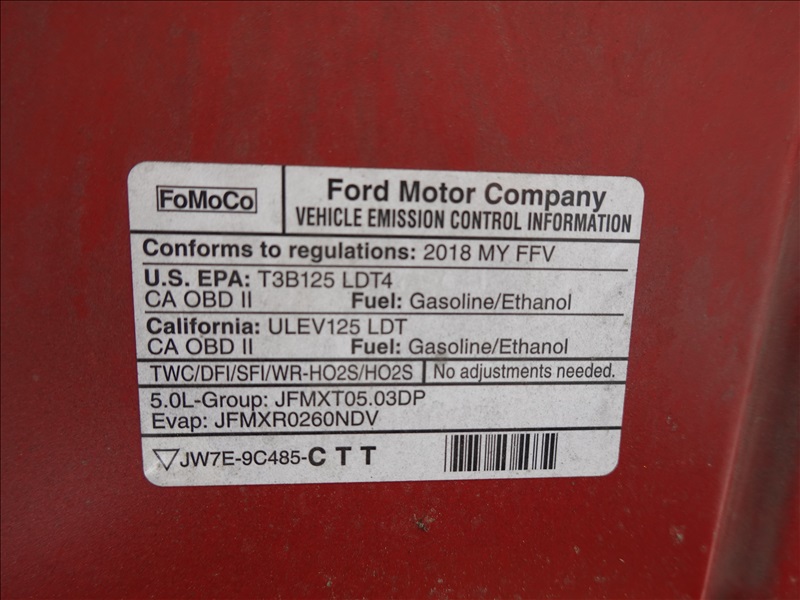 FoMoCo
Ford Motor Company
VEHICLE EMISSION CONTROL INFORMATION
Conforms to regulations: 2018 MY FFV
U.S. EPA: T3B125 LDT4
CA OBD II Fuel: Gasoline/Ethanol
California: ULEV125 LDT
CA OBD II Fuel: Gasoline/Ethanol
TWC/DFI/SFI/WR-HO2S/HO2S No adjustments needed.
5.0L-Group: JFMXT05.03DP
Evap: JFMXR0260NDV
JW7E-9C485-CTT